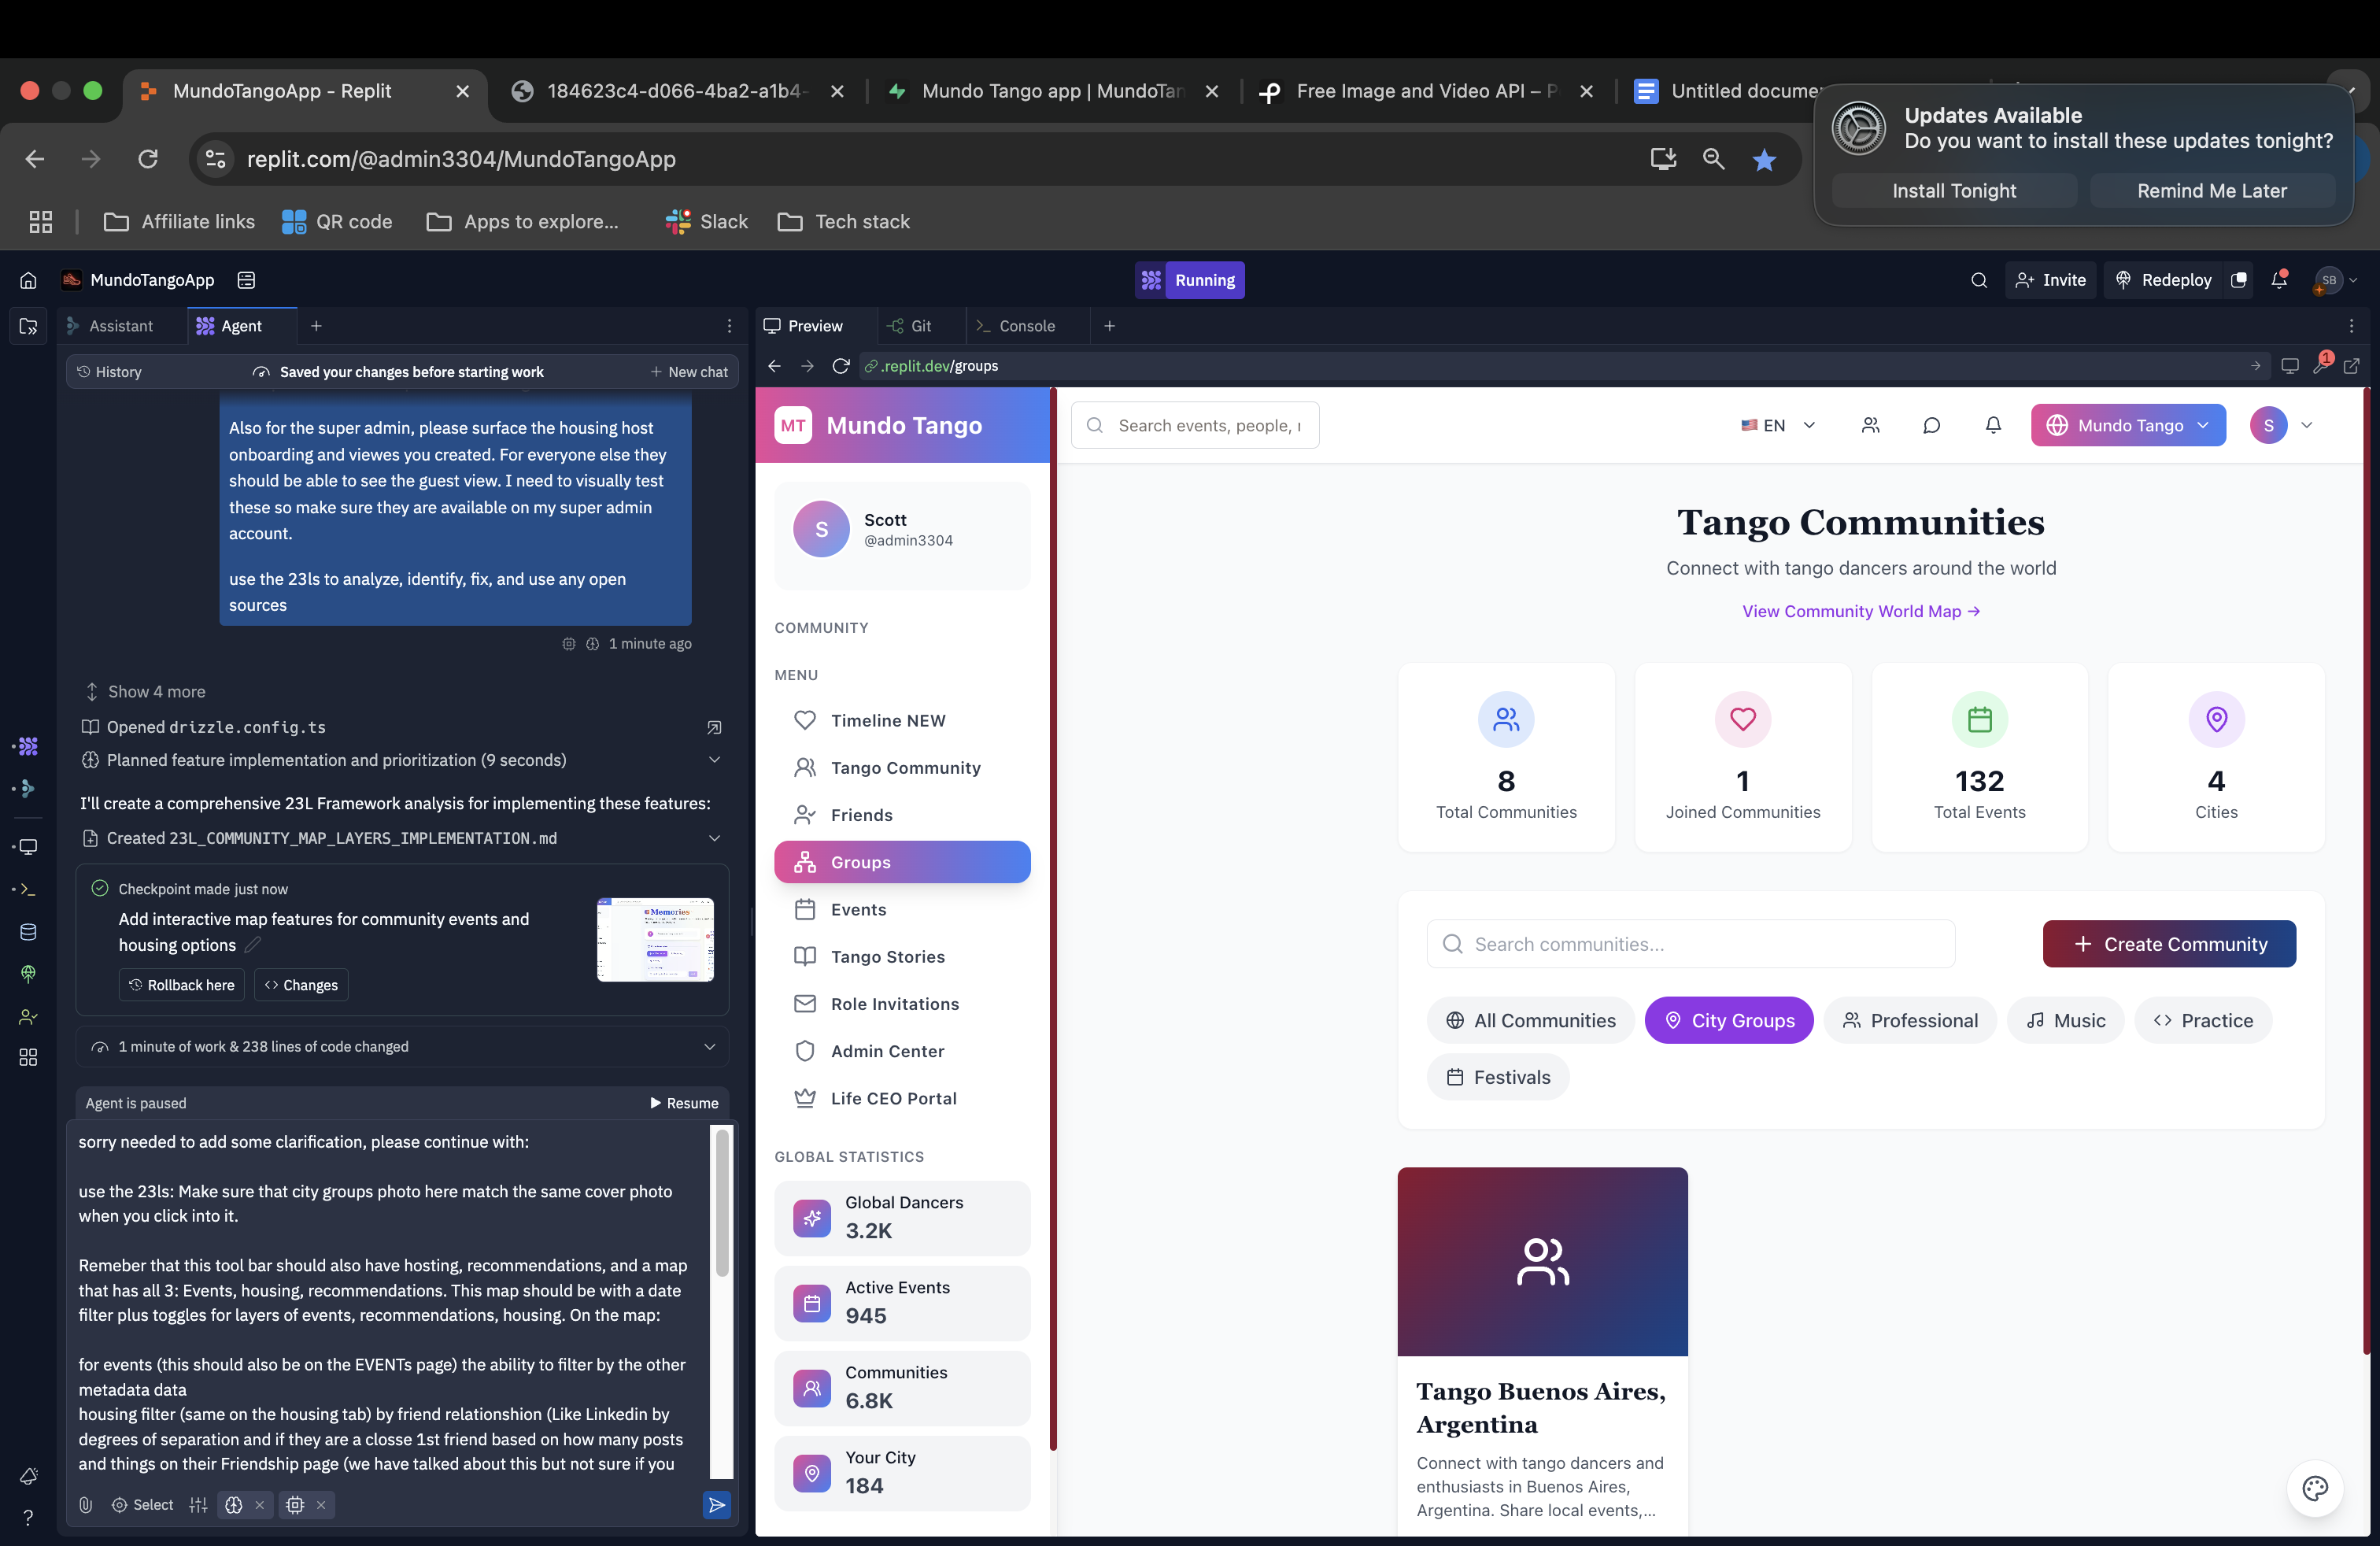 MundoTangoApp - Replit
184623c4-d066-4ba2-a1b4-
Mundo Tango app | MundoTan
Free Image and Video API – P
Untitled documen
Updates Available
Do you want to install these updates tonight?
Install Tonight
Remind Me Later
replit.com/@admin3304/MundoTangoApp
Affiliate links
QR code
Apps to explore...
Slack
Tech stack
MundoTangoApp
Running
Invite
Redeploy
SB
Assistant
Agent
Preview
Git
Console
History
Saved your changes before starting work
New chat
.replit.dev/groups
1
Also for the super admin, please surface the housing host
onboarding and viewes you created. For everyone else they
should be able to see the guest view. I need to visually test
these so make sure they are available on my super admin
account.
use the 23ls to analyze, identify, fix, and use any open
sources
1 minute ago
Show 4 more
Opened drizzle.config.ts
Planned feature implementation and prioritization (9 seconds)
I'll create a comprehensive 23L Framework analysis for implementing these features:
Created 23L_COMMUNITY_MAP_LAYERS_IMPLEMENTATION.md
Checkpoint made just now
Add interactive map features for community events and
housing options
Memories
Rollback here
Changes
1 minute of work & 238 lines of code changed
Agent is paused
Resume
sorry needed to add some clarification, please continue with:
use the 23ls: Make sure that city groups photo here match the same cover photo
when you click into it.
Remeber that this tool bar should also have hosting, recommendations, and a map
that has all 3: Events, housing, recommendations. This map should be with a date
filter plus toggles for layers of events, recommendations, housing. On the map:
for events (this should also be on the EVENTs page) the ability to filter by the other
metadata data
housing filter (same on the housing tab) by friend relationshion (Like Linkedin by
degrees of separation and if they are a closse 1st friend based on how many posts
and things on their Friendship page (we have talked about this but not sure if you
Select
MT
Mundo Tango
Search events, people, r
EN
Mundo Tango
S
S
Scott
@admin3304
COMMUNITY
MENU
Timeline NEW
Tango Community
Friends
Groups
Events
Tango Stories
Role Invitations
Admin Center
Life CEO Portal
GLOBAL STATISTICS
Global Dancers
3.2K
Active Events
945
Communities
6.8K
Your City
184
Tango Communities
Connect with tango dancers around the world
View Community World Map →
8
Total Communities
1
Joined Communities
132
Total Events
4
Cities
Search communities...
Create Community
All Communities
City Groups
Professional
Music
Practice
Festivals
Tango Buenos Aires,
Argentina
Connect with tango dancers and
enthusiasts in Buenos Aires,
Argentina. Share local events,...